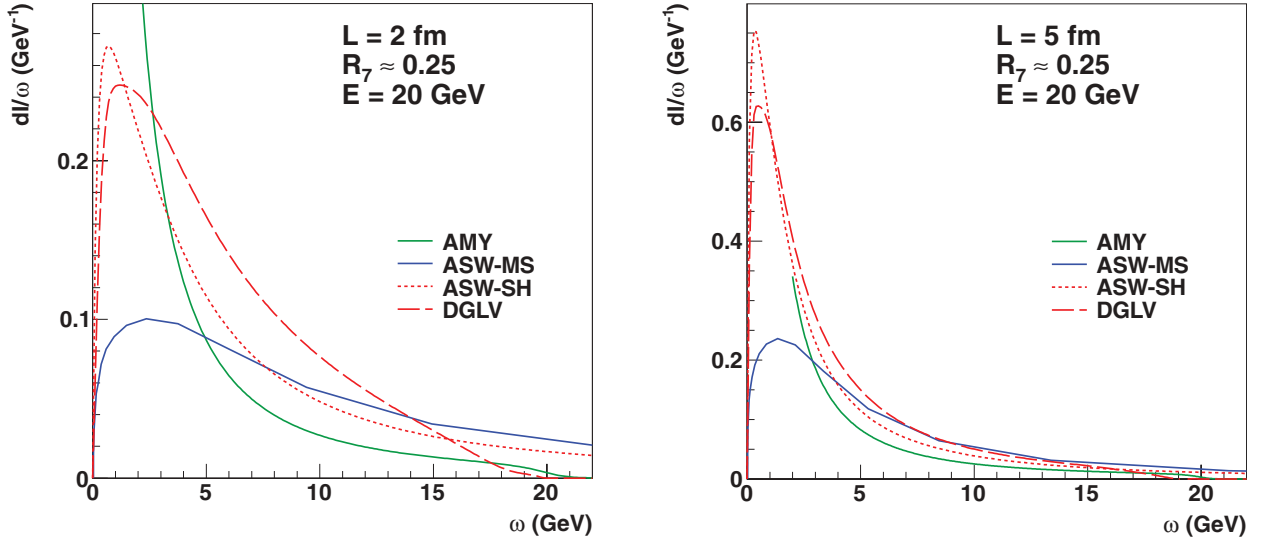 dI/ω (GeV⁻¹)
L = 2 fm
R₇ ≈ 0.25
E = 20 GeV
0.2
0.1
0
AMY
ASW-MS
ASW-SH
DGLV
0 5 10 15 20
ω (GeV)
dI/ω (GeV⁻¹)
L = 5 fm
R₇ ≈ 0.25
E = 20 GeV
0.6
0.4
0.2
0
AMY
ASW-MS
ASW-SH
DGLV
0 5 10 15 20
ω (GeV)